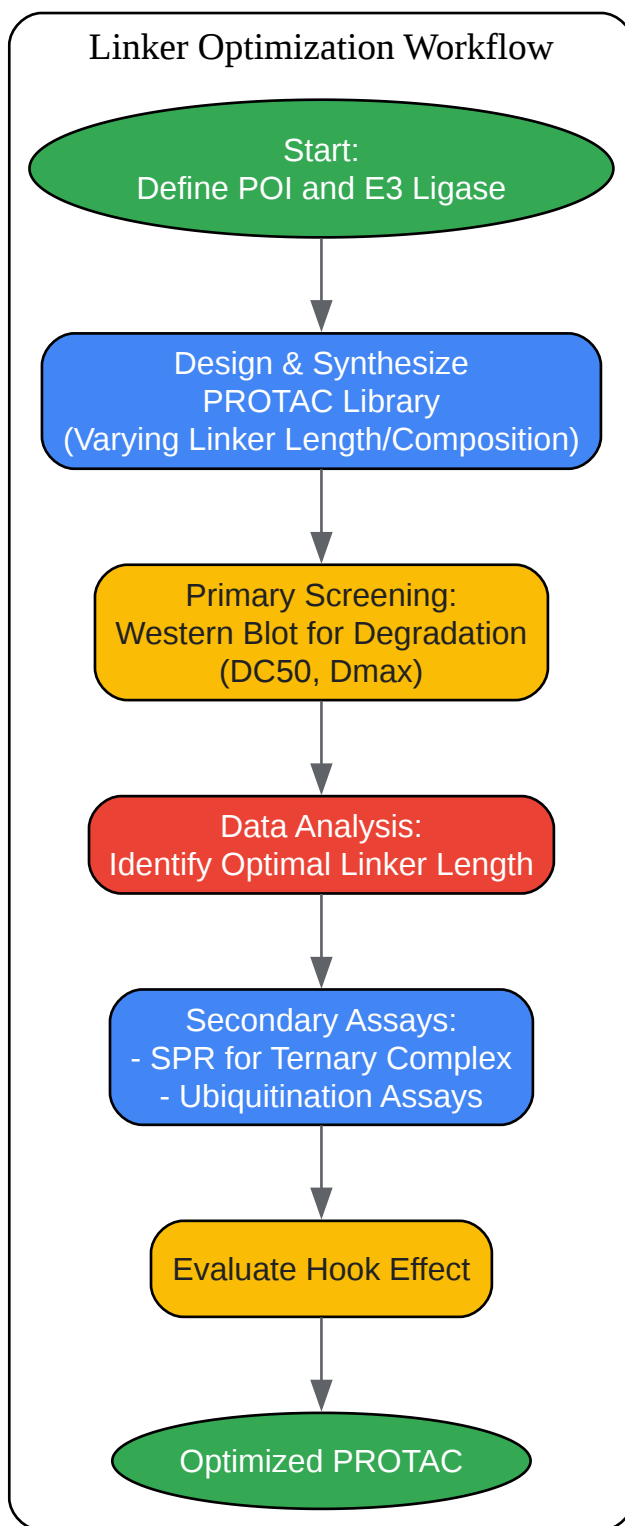 Linker Optimization Workflow
Start:
Define POI and E3 Ligase
Design & Synthesize
PROTAC Library
(Varying Linker Length/Composition)
Primary Screening:
Western Blot for Degradation
(DC50, Dmax)
Data Analysis:
Identify Optimal Linker Length
Secondary Assays:
- SPR for Ternary Complex
- Ubiquitination Assays
Evaluate Hook Effect
Optimized PROTAC